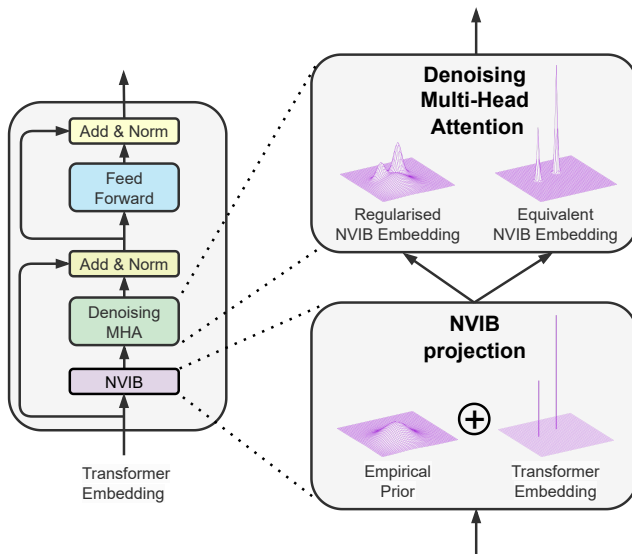 Add & Norm
Feed
Forward
Add & Norm
Denoising
MHA
NVIB
Transformer
Embedding
Denoising
Multi-Head
Attention
Regularised
NVIB Embedding
Equivalent
NVIB Embedding
NVIB
projection
Empirical
Prior
Transformer
Embedding